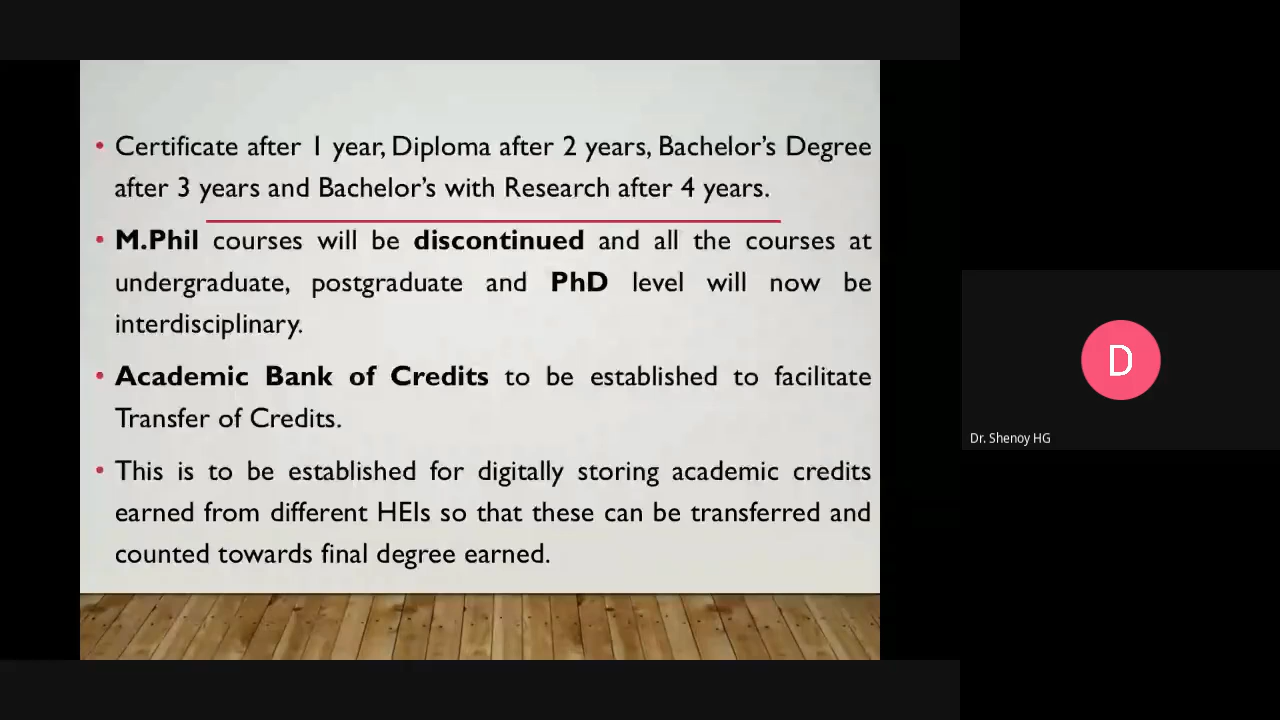 • Certificate after 1 year, Diploma after 2 years, Bachelor's Degree
after 3 years and Bachelor's with Research after 4 years.
• M.Phil courses will be discontinued and all the courses at
undergraduate, postgraduate and PhD level will now be
interdisciplinary.
• Academic Bank of Credits to be established to facilitate
Transfer of Credits.
• This is to be established for digitally storing academic credits
earned from different HEIs so that these can be transferred and
counted towards final degree earned.
D
Dr. Shenoy HG